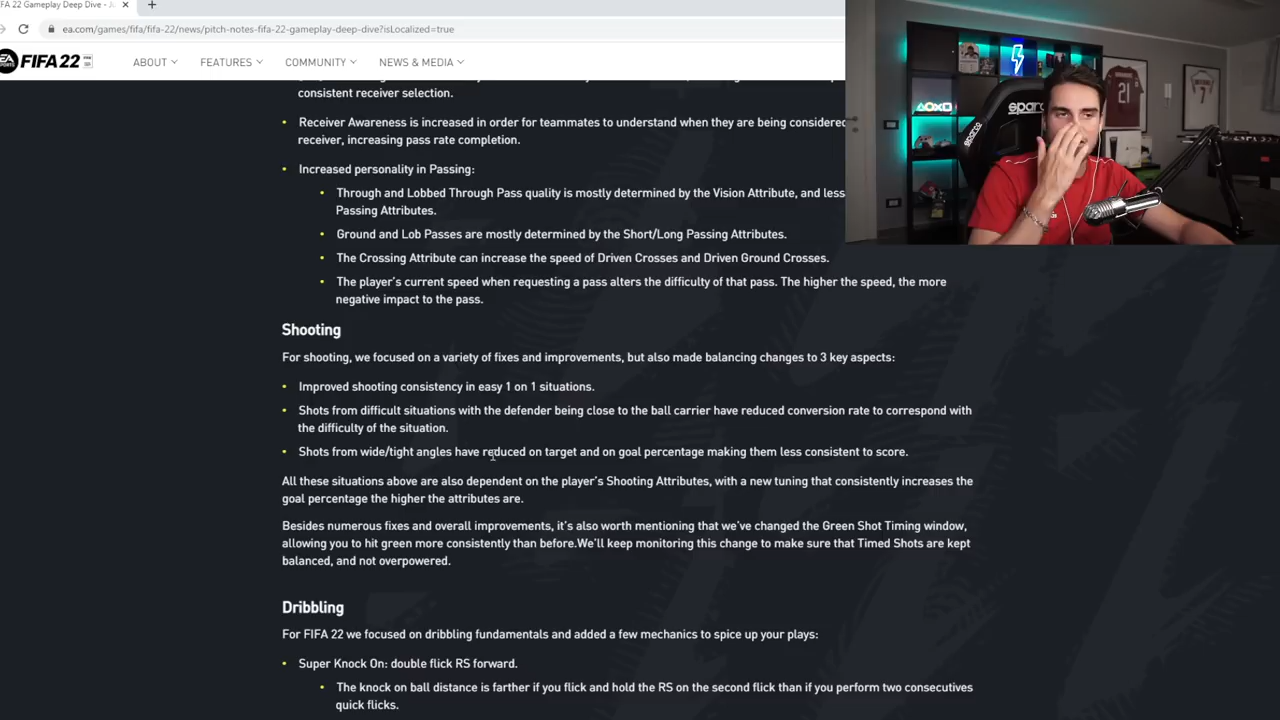 FA 22 Gameplay Deep Dive -
ea.com/games/fifa/fifa-22/news/pitch-notes-fifa-22-gameplay-deep-dive?isLocalized=true
EA SPORTS FIFA 22 ABOUT FEATURES COMMUNITY NEWS & MEDIA
consistent receiver selection.
Receiver Awareness is increased in order for teammates to understand when they are being considered
receiver, increasing pass rate completion.
Increased personality in Passing:
Through and Lobbed Through Pass quality is mostly determined by the Vision Attribute, and less
Passing Attributes.
Ground and Lob Passes are mostly determined by the Short/Long Passing Attributes.
The Crossing Attribute can increase the speed of Driven Crosses and Driven Ground Crosses.
The player's current speed when requesting a pass alters the difficulty of that pass. The higher the speed, the more
negative impact to the pass.
Shooting
For shooting, we focused on a variety of fixes and improvements, but also made balancing changes to 3 key aspects:
Improved shooting consistency in easy 1 on 1 situations.
Shots from difficult situations with the defender being close to the ball carrier have reduced conversion rate to correspond with
the difficulty of the situation.
Shots from wide/tight angles have reduced on target and on goal percentage making them less consistent to score.
All these situations above are also dependent on the player's Shooting Attributes, with a new tuning that consistently increases the
goal percentage the higher the attributes are.
Besides numerous fixes and overall improvements, it's also worth mentioning that we've changed the Green Shot Timing window,
allowing you to hit green more consistently than before.We'll keep monitoring this change to make sure that Timed Shots are kept
balanced, and not overpowered.
Dribbling
For FIFA 22 we focused on dribbling fundamentals and added a few mechanics to spice up your plays:
Super Knock On: double flick RS forward.
The knock on ball distance is farther if you flick and hold the RS on the second flick than if you perform two consecutives
quick flicks.
sparco
sparco
21
7